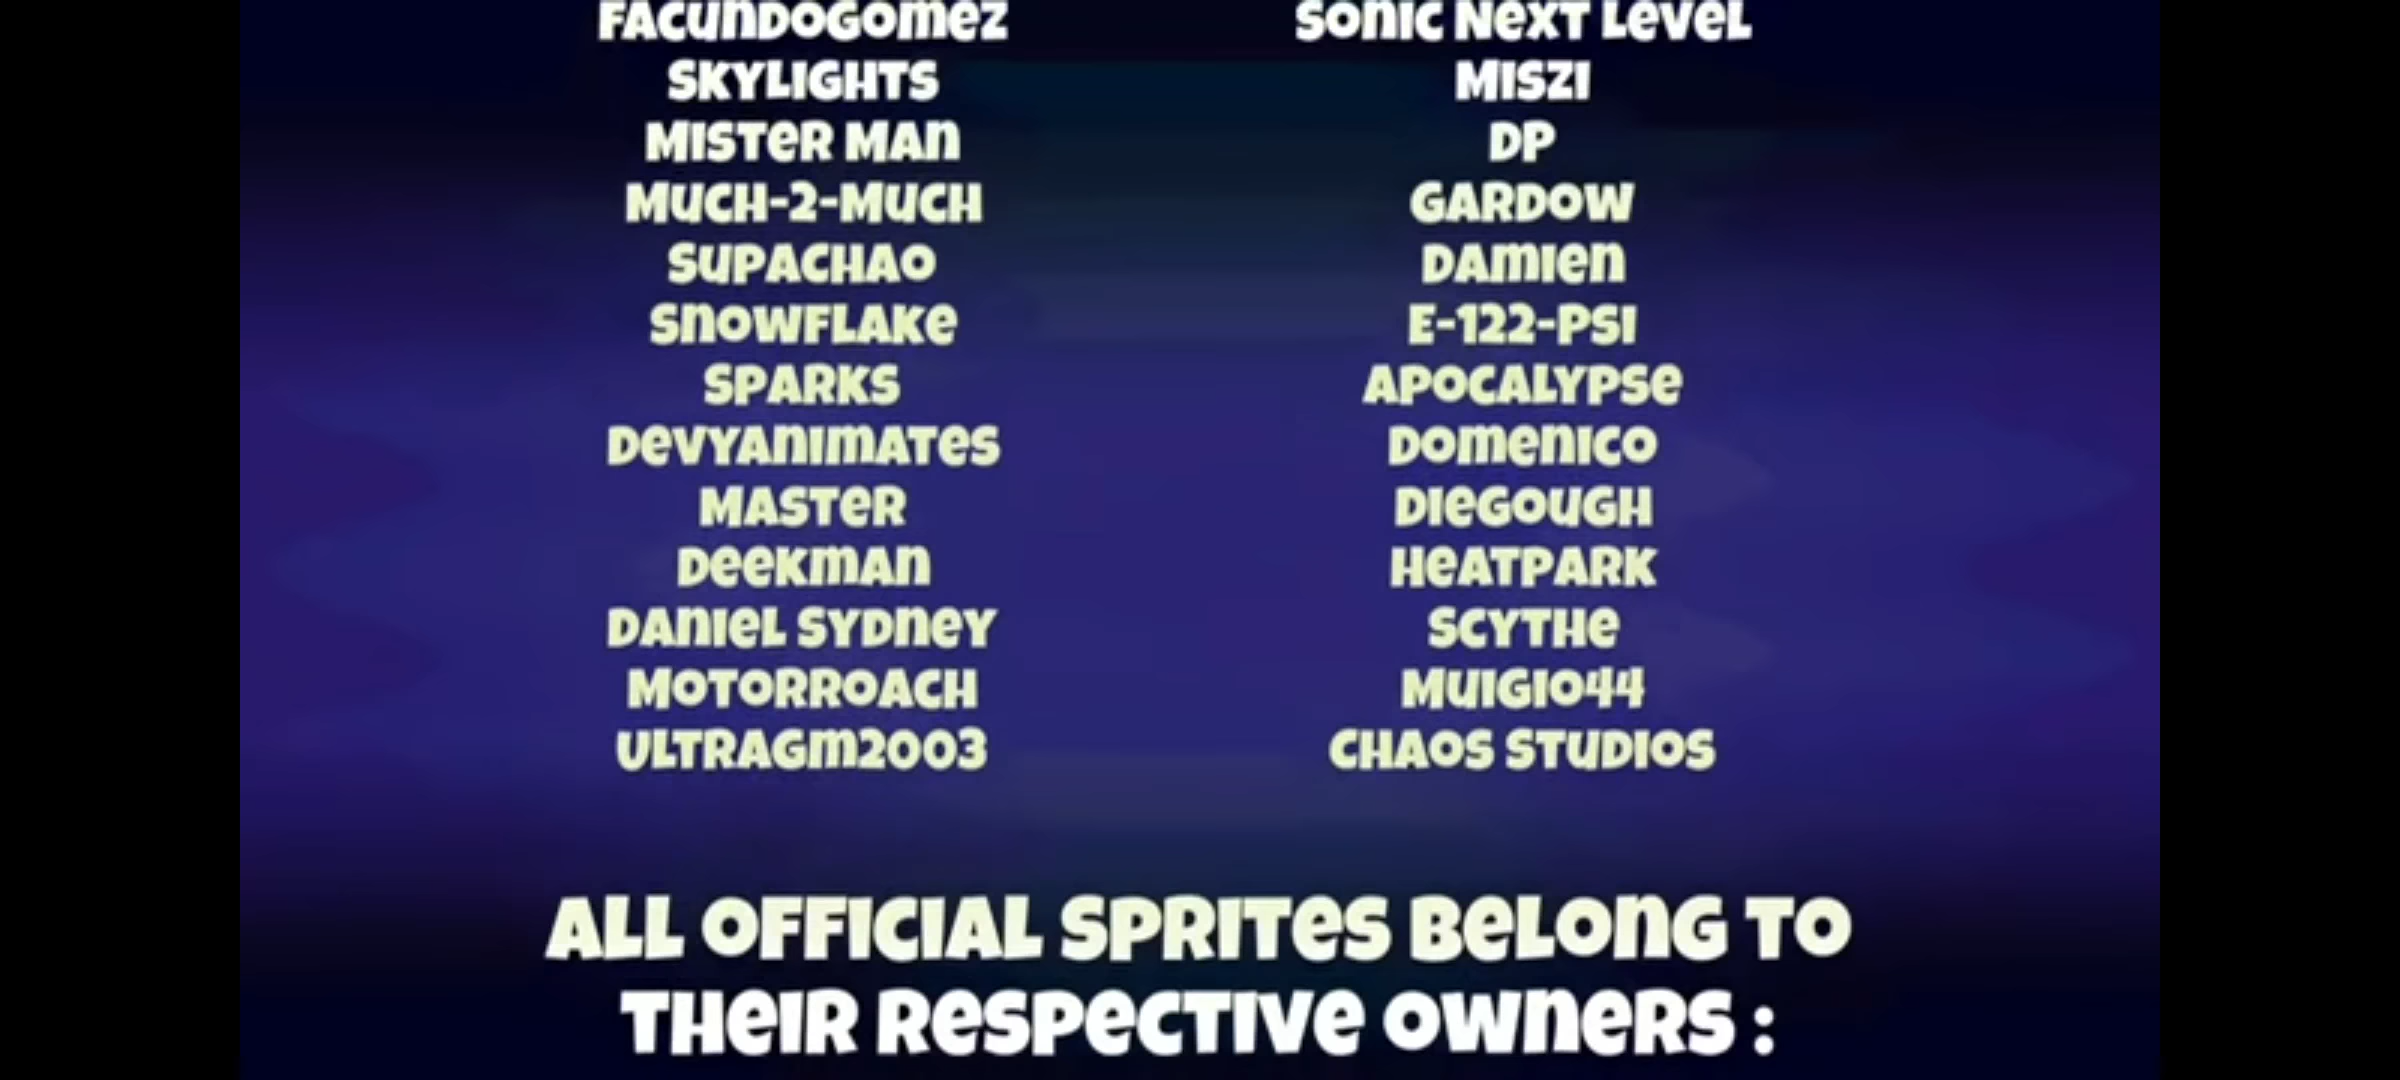 FACUNDOGOMEZ
SONIC NEXT LEVEL
SKYLIGHTS
MISZI
MISTER MAN
DP
MUCH-2-MUCH
GARDOW
SUPACHAO
DAMIEN
SNOWFLAKE
E-122-PSI
SPARKS
APOCALYPSE
DEVYANIMATES
DOMENICO
MASTER
DIEGOUGH
DEEKMAN
HEATPARK
DANIEL SYDNEY
SCYTHE
MOTORROACH
MUIGIO44
ULTRAGM2003
CHAOS STUDIOS
ALL OFFICIAL SPRITES BELONG TO
THEIR RESPECTIVE OWNERS :